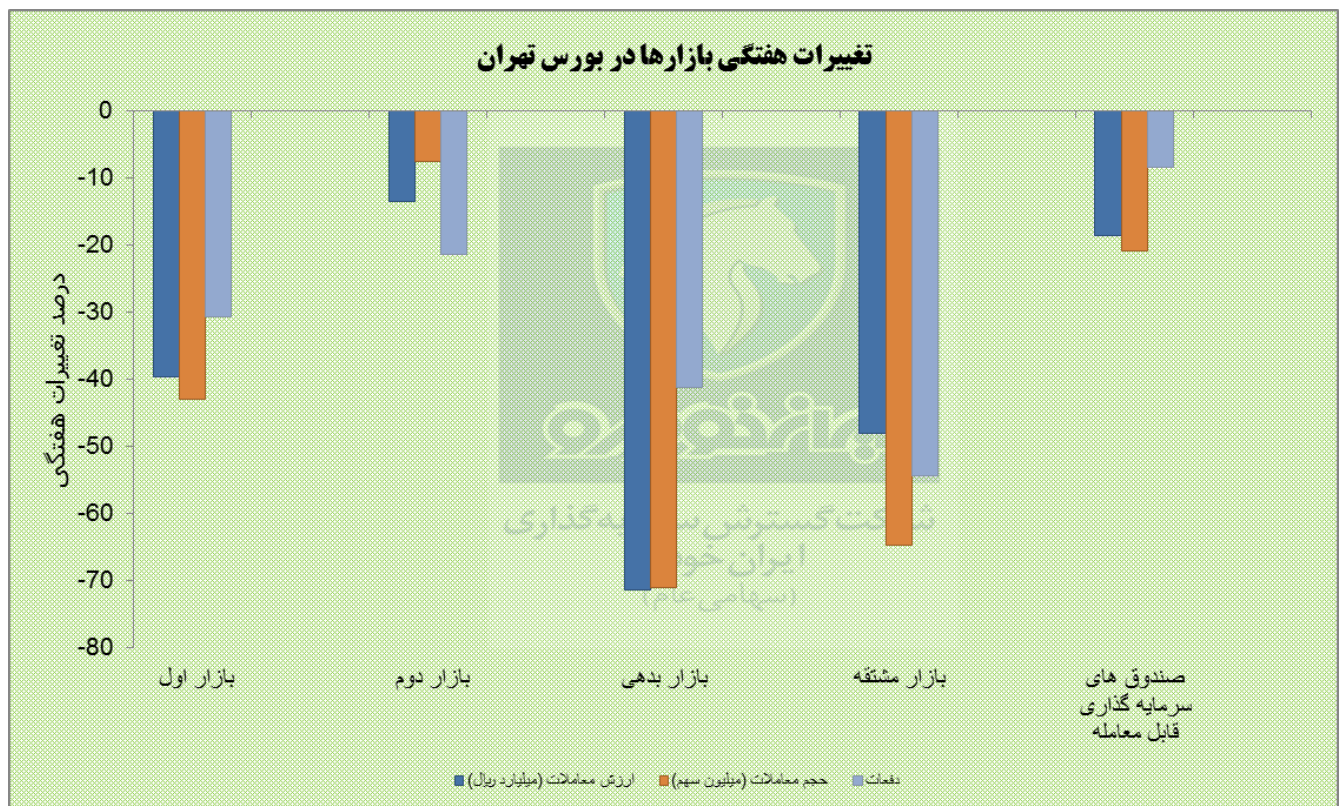 تغییرات هفتگی بازارها در بورس تهران
درصد تغییرات هفتگی
0
-10
-20
-30
-40
-50
-60
-70
-80
بازار اول
بازار دوم
بازار بدهی
بازار مشتقه
صندوق های
سرمایه گذاری
قابل معامله
ارزش معاملات (میلیارد ریال)
حجم معاملات (میلیون سهم)
دفعات
شرکت گسترش
گذاری
ایران
(سهامی عام)